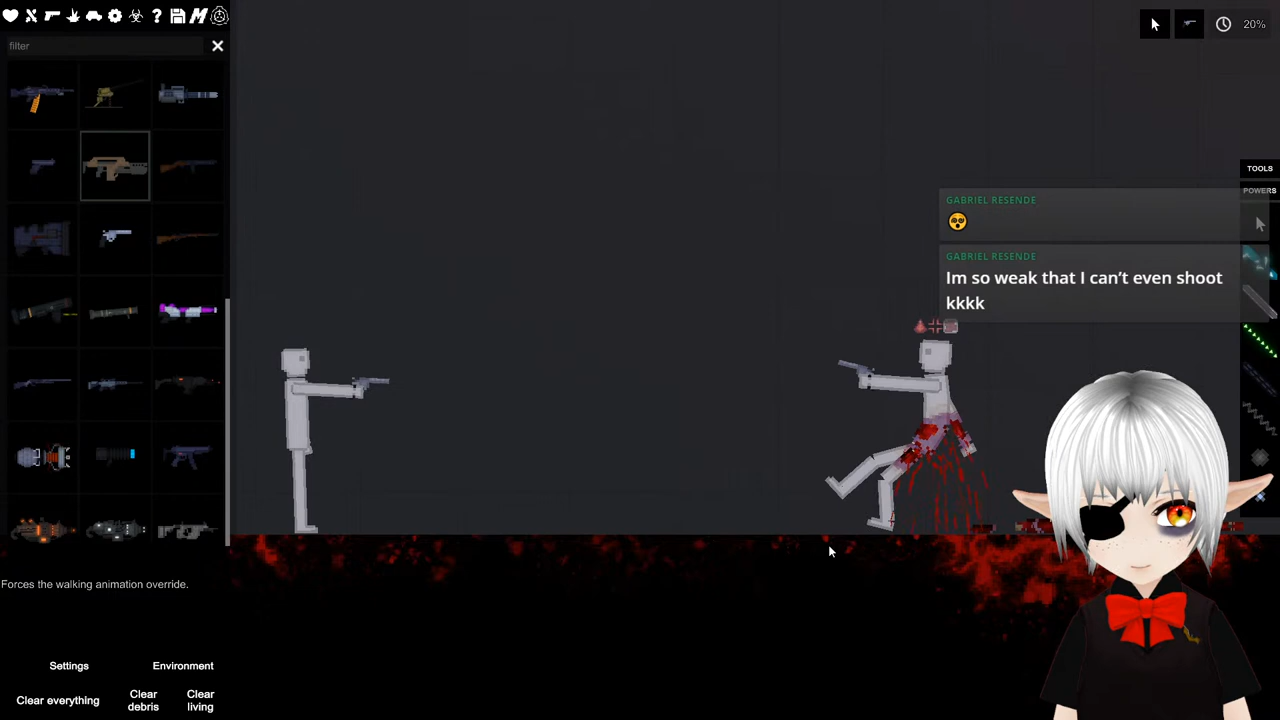 filter
20%
TOOLS
POWERS
GABRIEL RESENDE
GABRIEL RESENDE
Im so weak that I can’t even shoot
kkkk
Forces the walking animation override.
Settings
Environment
Clear everything
Clear
debris
Clear
living